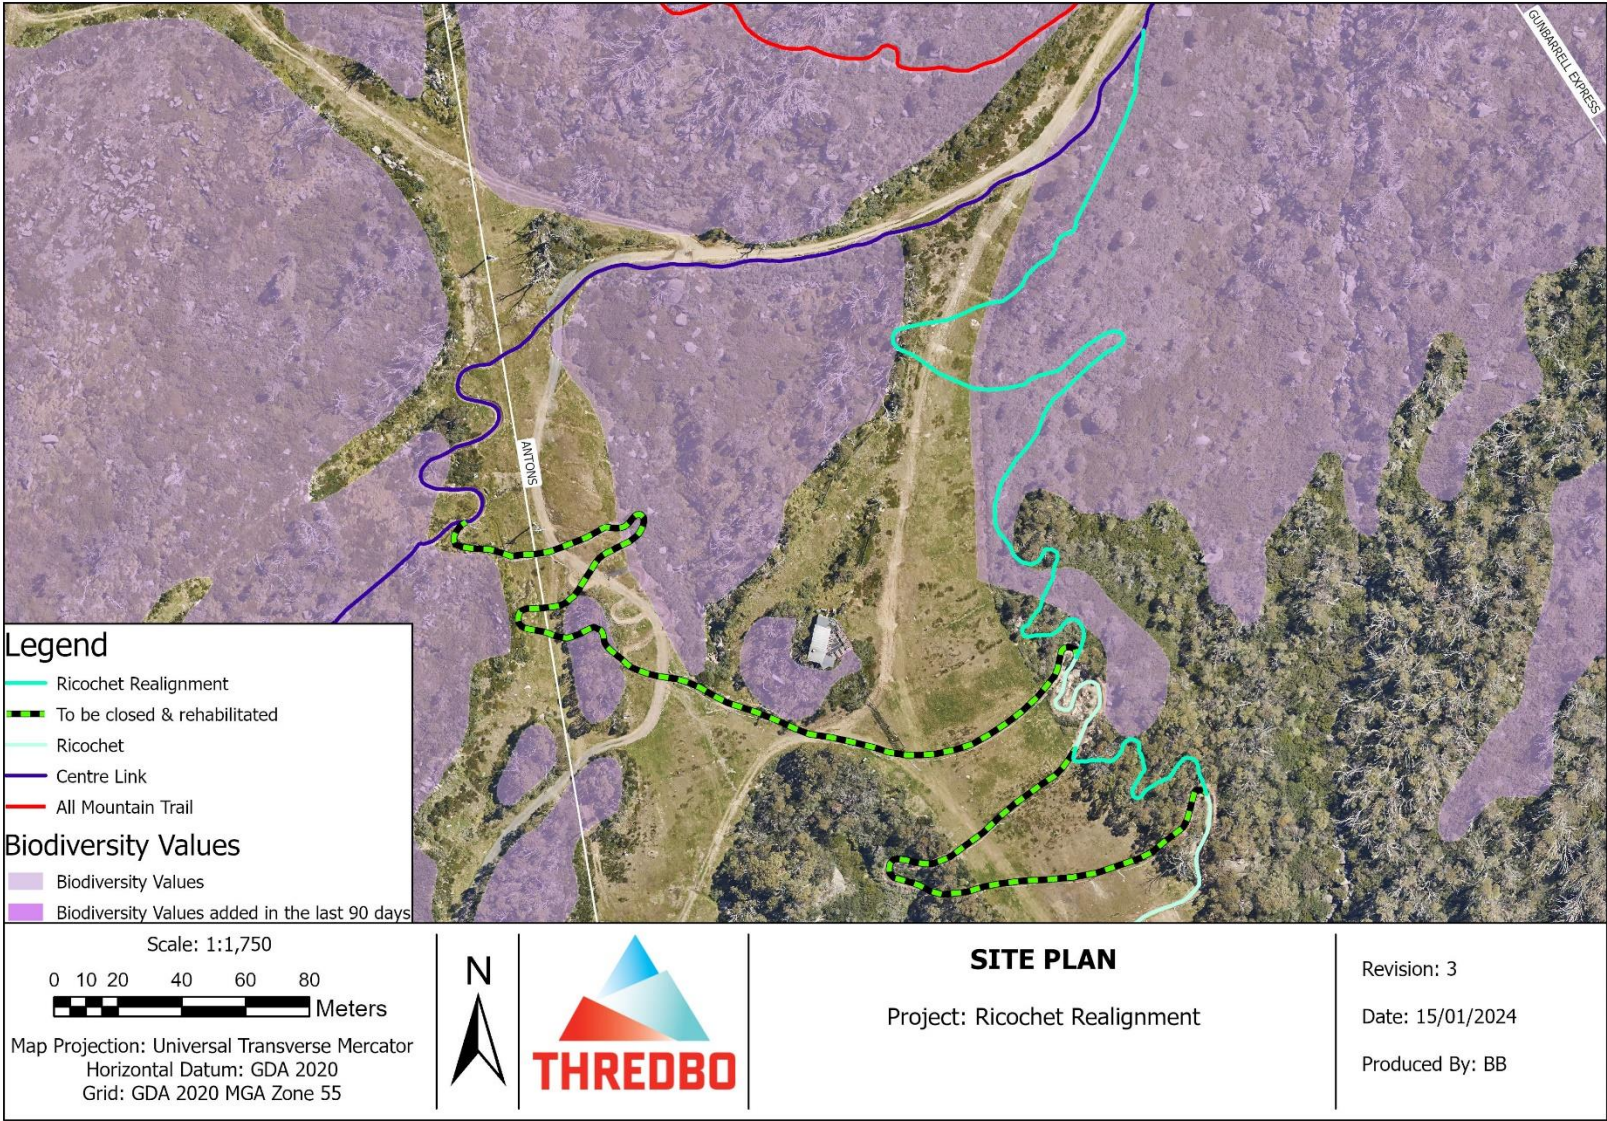 GUNBARRELL EXPRESS
ANTONS
Legend
Ricochet Realignment
To be closed & rehabilitated
Ricochet
Centre Link
All Mountain Trail
Biodiversity Values
Biodiversity Values
Biodiversity Values added in the last 90 days
Scale: 1:1,750
0 10 20 40 60 80
Meters
Map Projection: Universal Transverse Mercator
Horizontal Datum: GDA 2020
Grid: GDA 2020 MGA Zone 55
N
THREDBO
SITE PLAN
Project: Ricochet Realignment
Revision: 3
Date: 15/01/2024
Produced By: BB